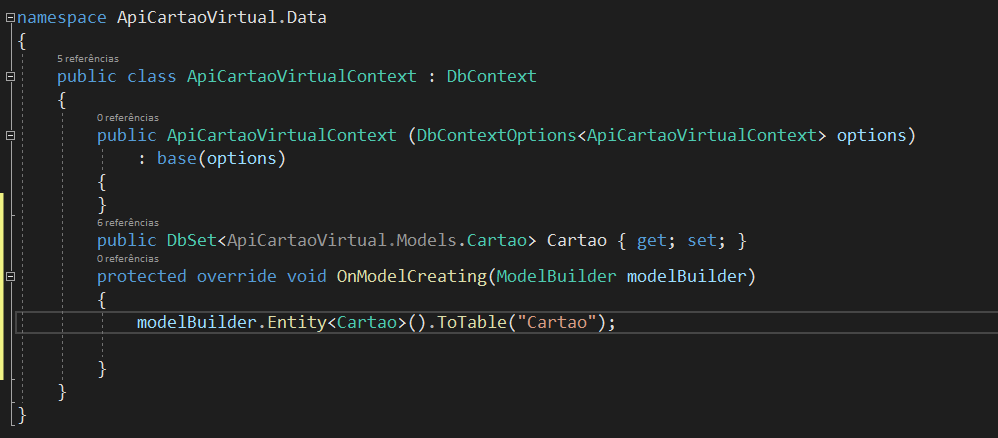 namespace ApiCartaoVirtual.Data
{
5 referências
public class ApiCartaoVirtualContext : DbContext
{
0 referências
public ApiCartaoVirtualContext (DbContextOptions<ApiCartaoVirtualContext> options)
: base(options)
{
}
6 referências
public DbSet<ApiCartaoVirtual.Models.Cartao> Cartao { get; set; }
0 referências
protected override void OnModelCreating(ModelBuilder modelBuilder)
{
modelBuilder.Entity<Cartao>().ToTable("Cartao");
}
}
}